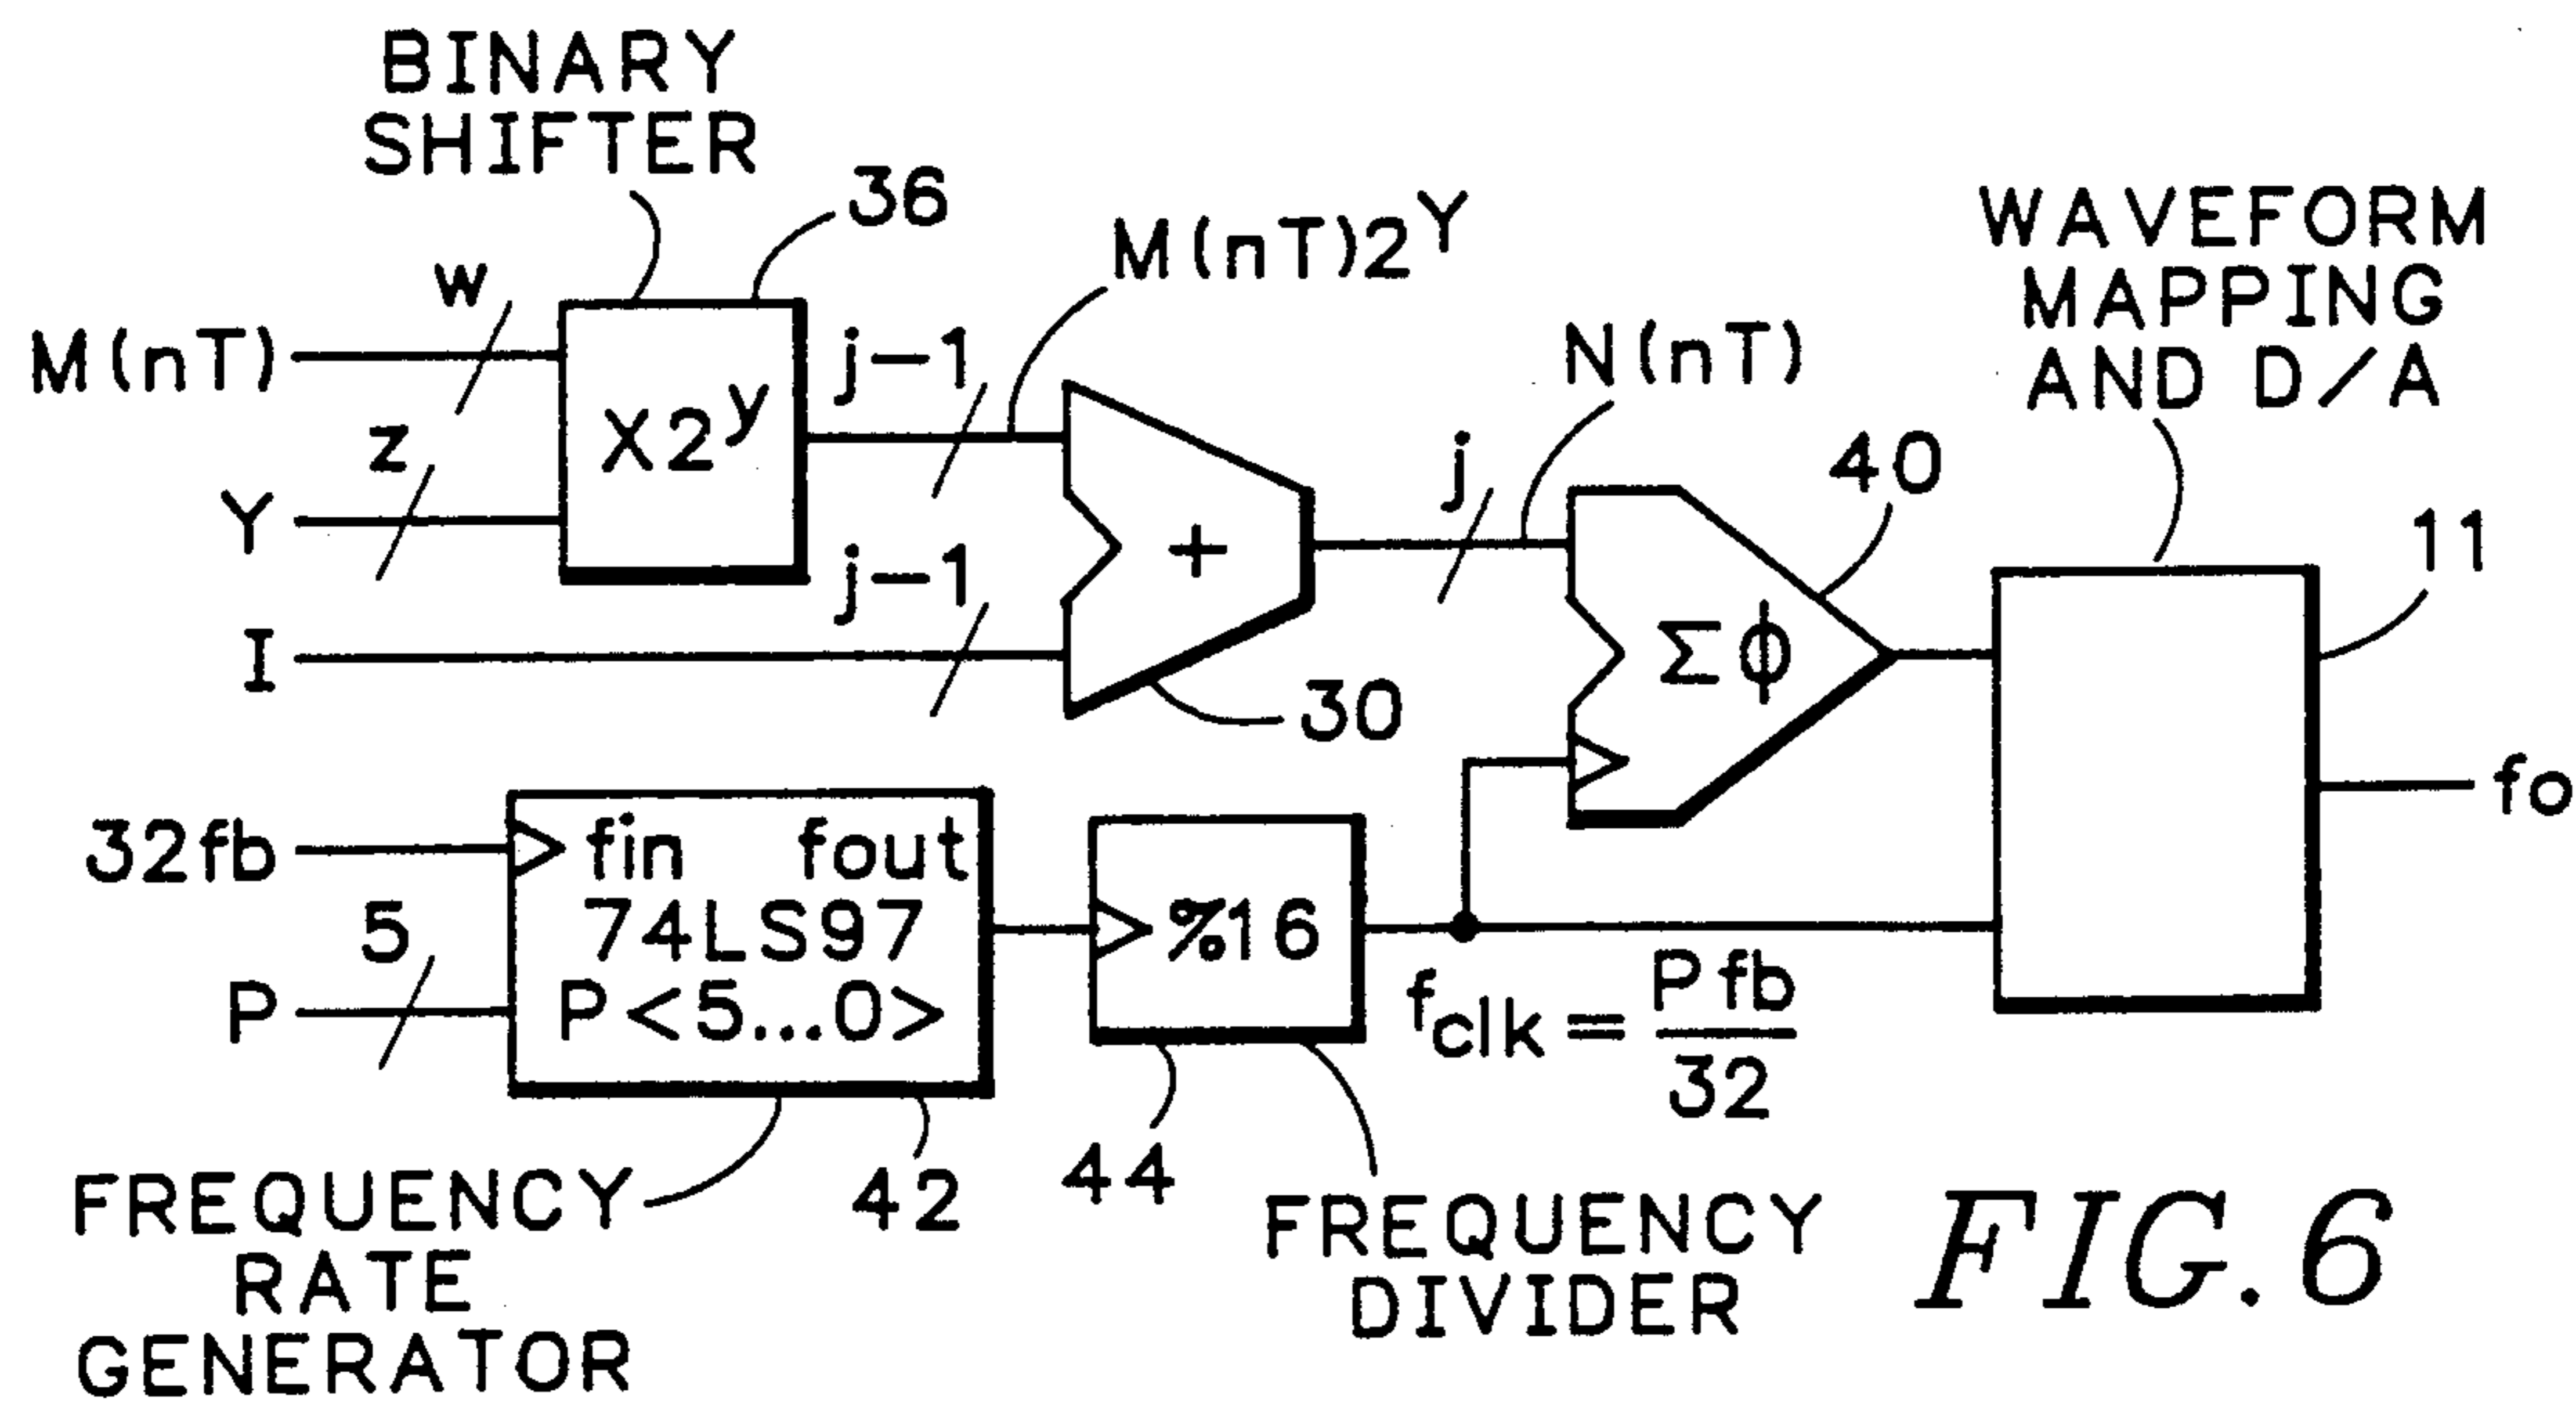 BINARY
SHIFTER
36
M(nT)2^Y
WAVEFORM
MAPPING
AND D/A
w
M(nT)
j-1
N(nT)
X2^y
z
Y
j
40
11
+
j-1
Σϕ
I
30
fo
32fb
fin fout
74LS97
P<5...0>
5
P
%16
f_clk = Pfb
32
44
42
FREQUENCY
RATE
GENERATOR
FREQUENCY
DIVIDER
FIG.6